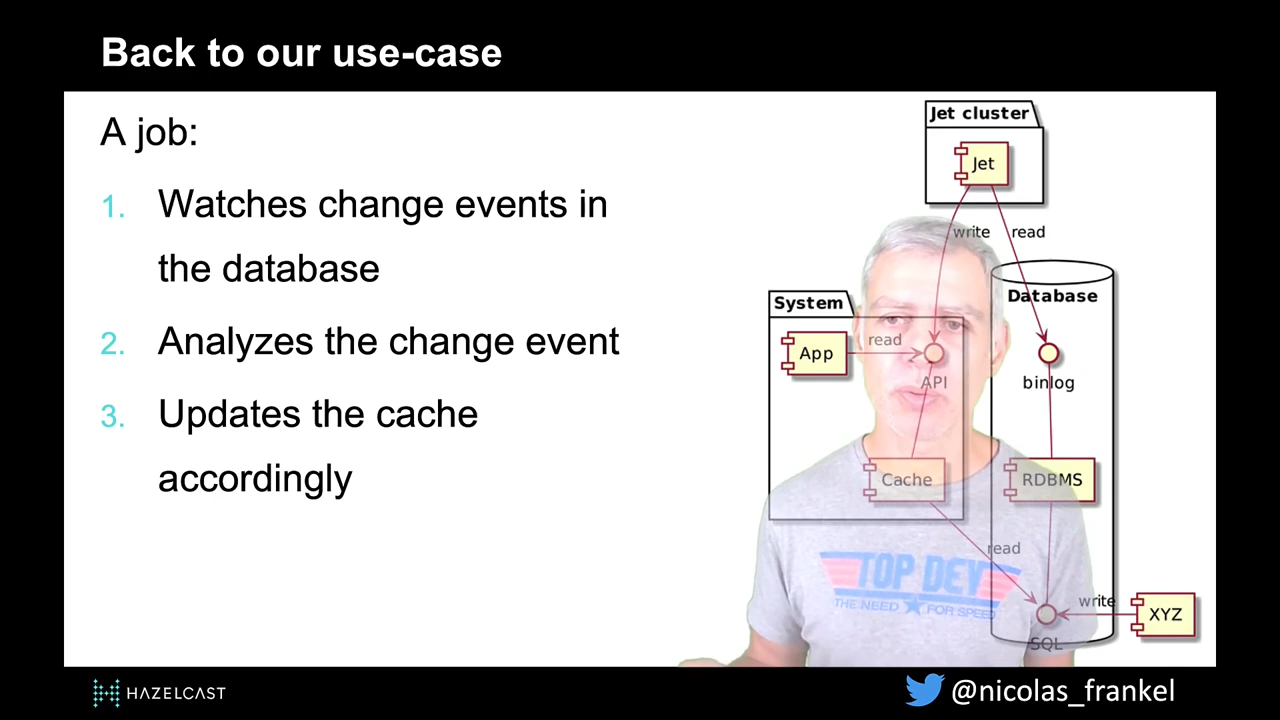 Back to our use-case
A job:
1. Watches change events in
the database
2. Analyzes the change event
3. Updates the cache
accordingly
Jet cluster
Jet
write
read
System
Database
App
read
API
binlog
Cache
RDBMS
read
write
XYZ
SQL
TOP DEV
THE NEED FOR SPEED
HAZELCAST
@nicolas_frankel